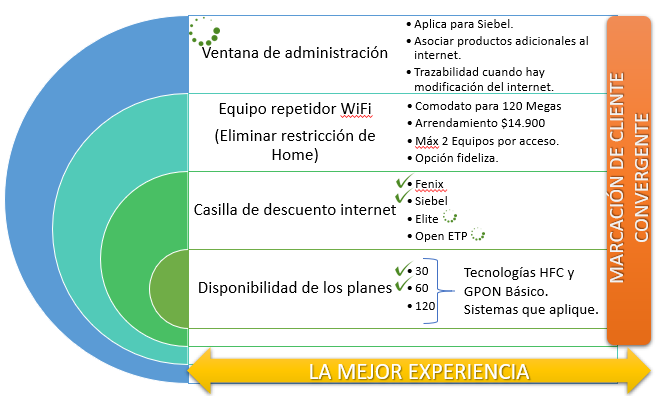 Ventana de administración
• Aplica para Siebel.
• Asociar productos adicionales al
internet.
• Trazabilidad cuando hay
modificación del internet.
Equipo repetidor WiFi
(Eliminar restricción de
Home)
• Comodato para 120 Megas
• Arrendamiento $14.900
• Máx 2 Equipos por acceso.
• Opción fideliza.
Casilla de descuento internet
• Fenix
• Siebel
• Elite
• Open ETP
Disponibilidad de los planes
• 30
• 60
• 120
Tecnologías HFC y
GPON Básico.
Sistemas que aplique.
MARCACIÓN DE CLIENTE
CONVERGENTE
LA MEJOR EXPERIENCIA